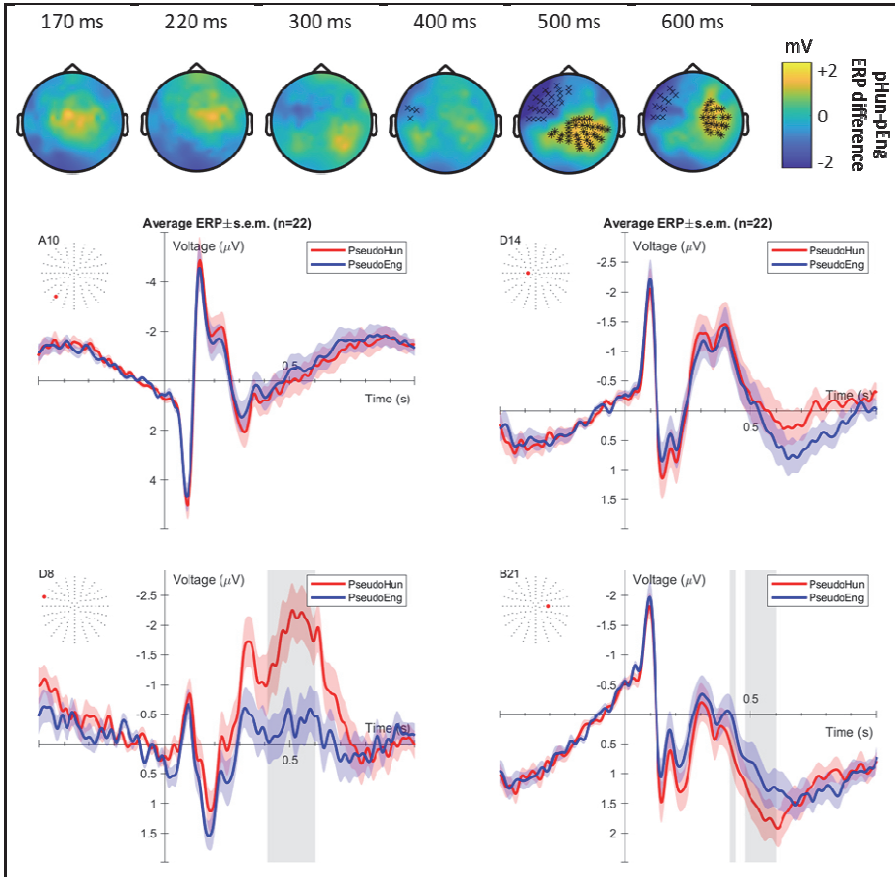 170 ms 220 ms 300 ms 400 ms 500 ms 600 ms
mV
+2
0
-2
pHun-pEng
ERP difference
Average ERP±s.e.m. (n=22)
A10
Voltage (μV)
PseudoHun
PseudoEng
-4
-2
0.5
Time (s)
2
4
Average ERP±s.e.m. (n=22)
D14
Voltage (μV)
PseudoHun
PseudoEng
-2.5
-2
-1.5
-1
-0.5
Time (s)
0.5
0.5
1
1.5
D8
Voltage (μV)
PseudoHun
PseudoEng
-2.5
-2
-1.5
-1
-0.5
Time (s)
0.5
0.5
1
1.5
B21
Voltage (μV)
PseudoHun
PseudoEng
-2
-1.5
-1
-0.5
0.5
Time (s)
0.5
1
1.5
2